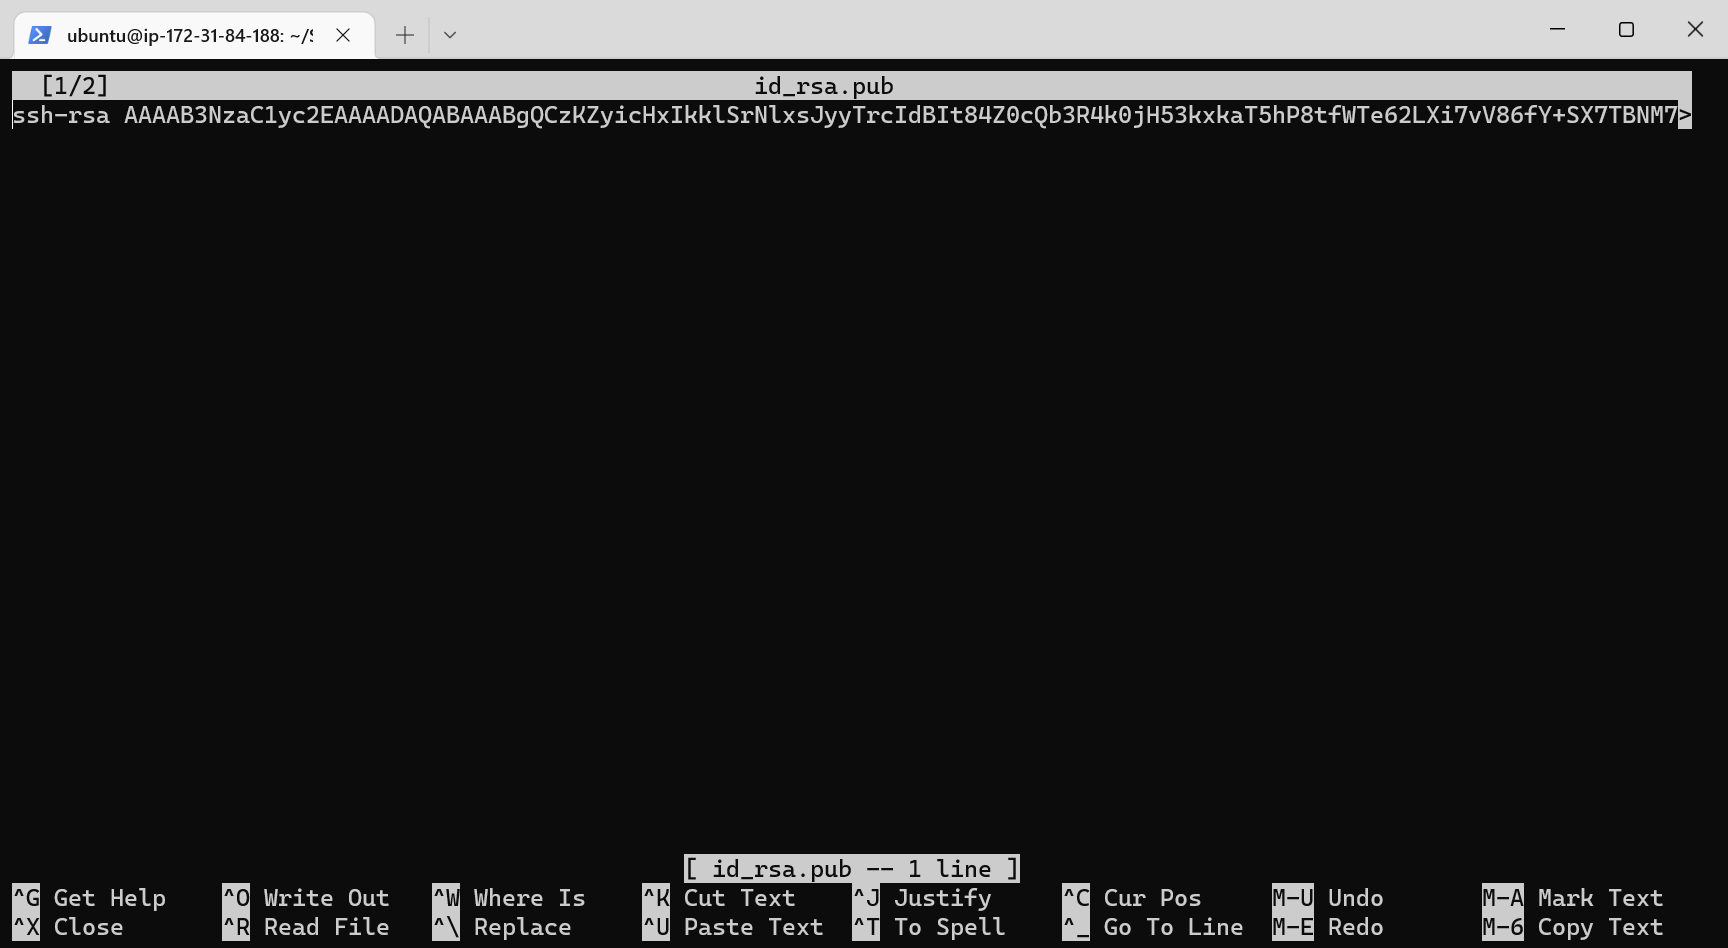 ubuntu@ip-172-31-84-188: ~/S
[1/2] id_rsa.pub
ssh-rsa AAAAB3NzaC1yc2EAAAADAQABAAABgQCzKZyicHxIkklSrNlxsJyyTrcIdBIt84Z0cQb3R4k0jH53kxkaT5hP8tfWTe62LXi7vV86fY+SX7TBNM7>
[ id_rsa.pub -- 1 line ]
^G Get Help ^O Write Out ^W Where Is ^K Cut Text ^J Justify ^C Cur Pos M-U Undo M-A Mark Text
^X Close ^R Read File ^\ Replace ^U Paste Text ^T To Spell ^_ Go To Line M-E Redo M-6 Copy Text